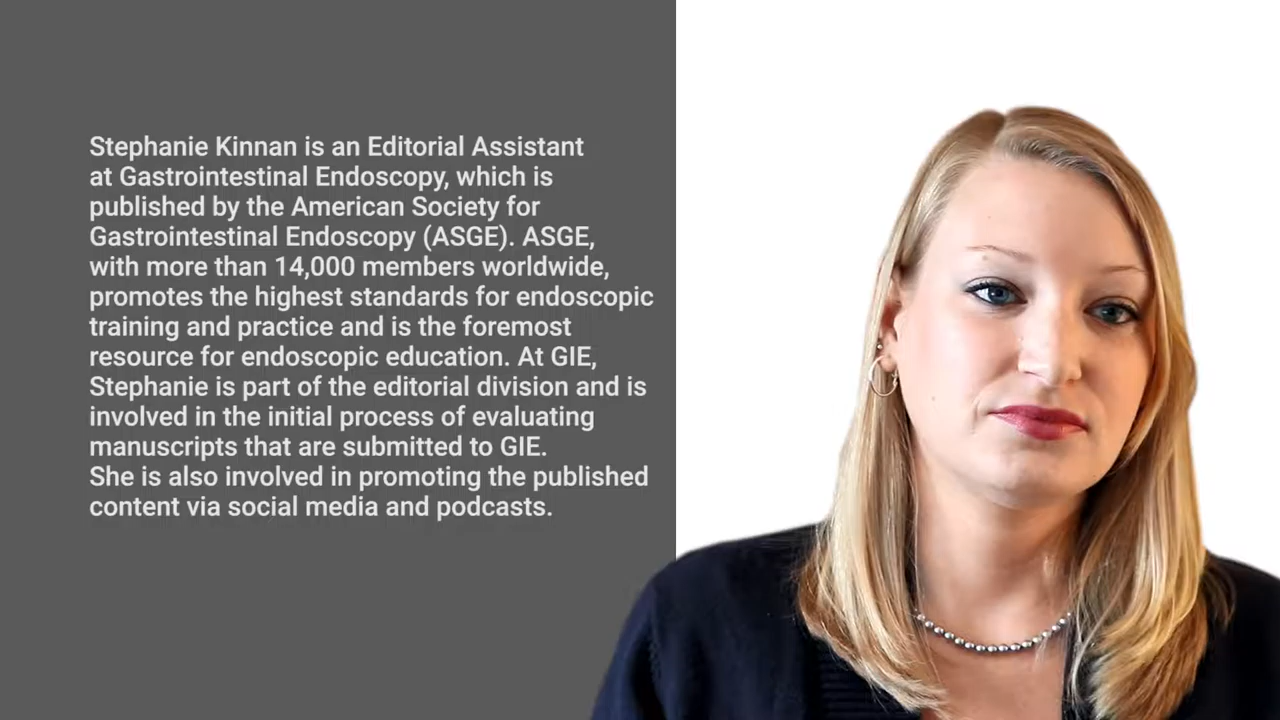 Stephanie Kinnan is an Editorial Assistant
at Gastrointestinal Endoscopy, which is
published by the American Society for
Gastrointestinal Endoscopy (ASGE). ASGE,
with more than 14,000 members worldwide,
promotes the highest standards for endoscopic
training and practice and is the foremost
resource for endoscopic education. At GIE,
Stephanie is part of the editorial division and is
involved in the initial process of evaluating
manuscripts that are submitted to GIE.
She is also involved in promoting the published
content via social media and podcasts.